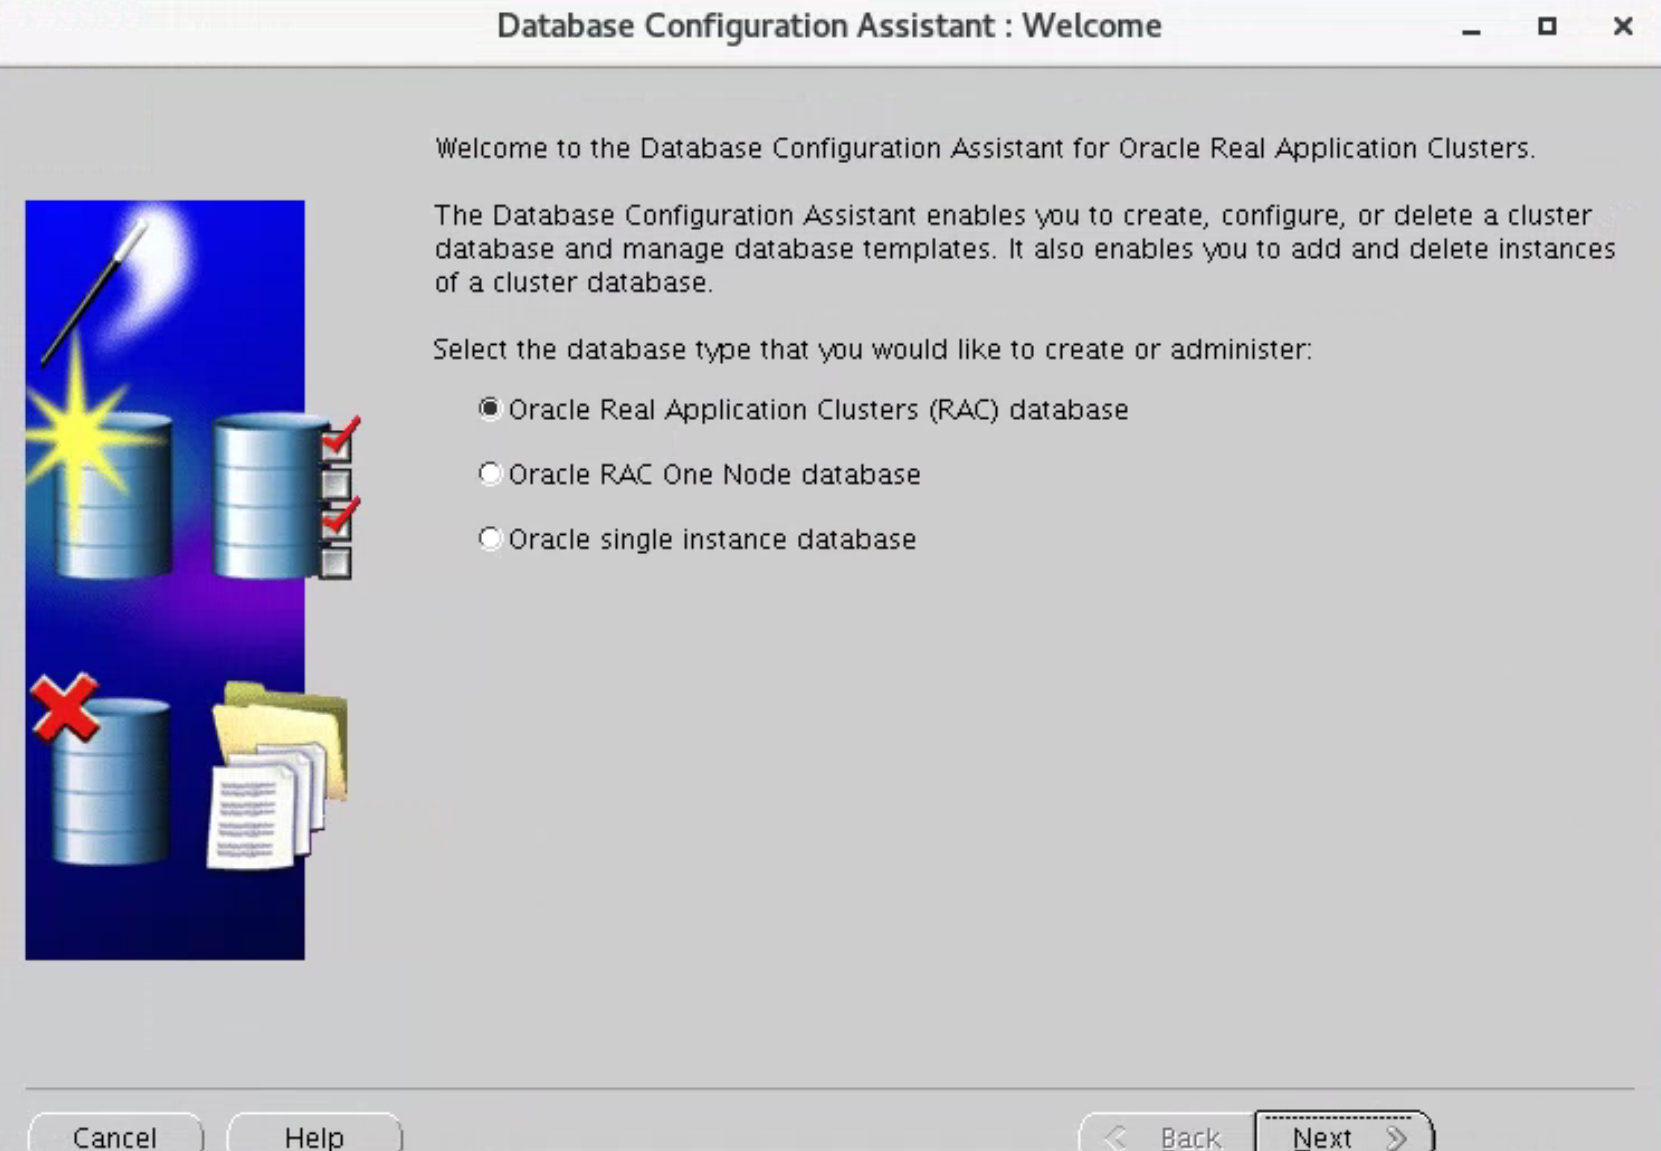 Database Configuration Assistant : Welcome
Welcome to the Database Configuration Assistant for Oracle Real Application Clusters.
The Database Configuration Assistant enables you to create, configure, or delete a cluster
database and manage database templates. It also enables you to add and delete instances
of a cluster database.
Select the database type that you would like to create or administer:
Oracle Real Application Clusters (RAC) database
Oracle RAC One Node database
Oracle single instance database
Cancel
Help
Back
Next